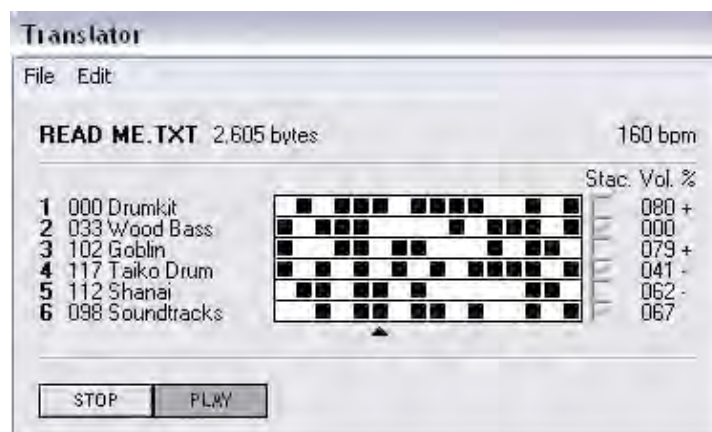 Translator
File Edit
READ ME.TXT 2,605 bytes 160 bpm
Stac. Vol. %
1 000 Drumkit 080 +
2 033 Wood Bass 000
3 102 Goblin 079 +
4 117 Taiko Drum 041 -
5 112 Shanai 062 -
6 098 Soundtracks 067
STOP PLAY